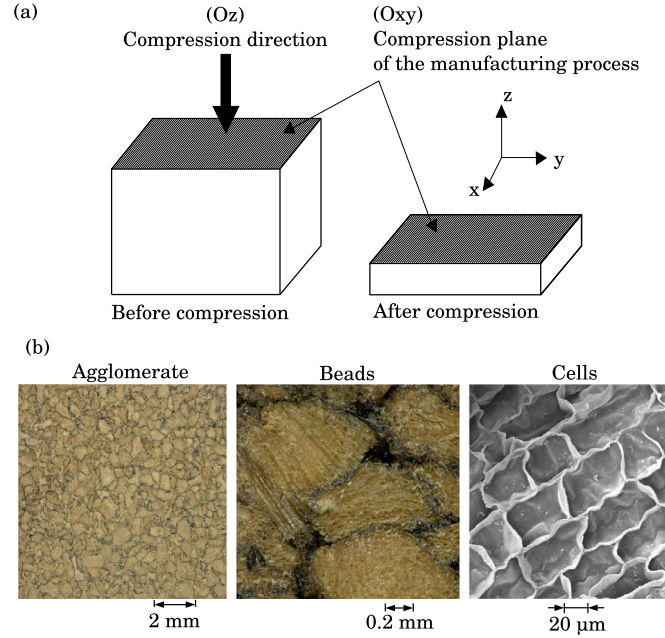 (a)
(Oz)
Compression direction
(Oxy)
Compression plane
of the manufacturing process
z
y
x
Before compression
After compression
(b)
Agglomerate
Beads
Cells
2 mm
0.2 mm
20 µm